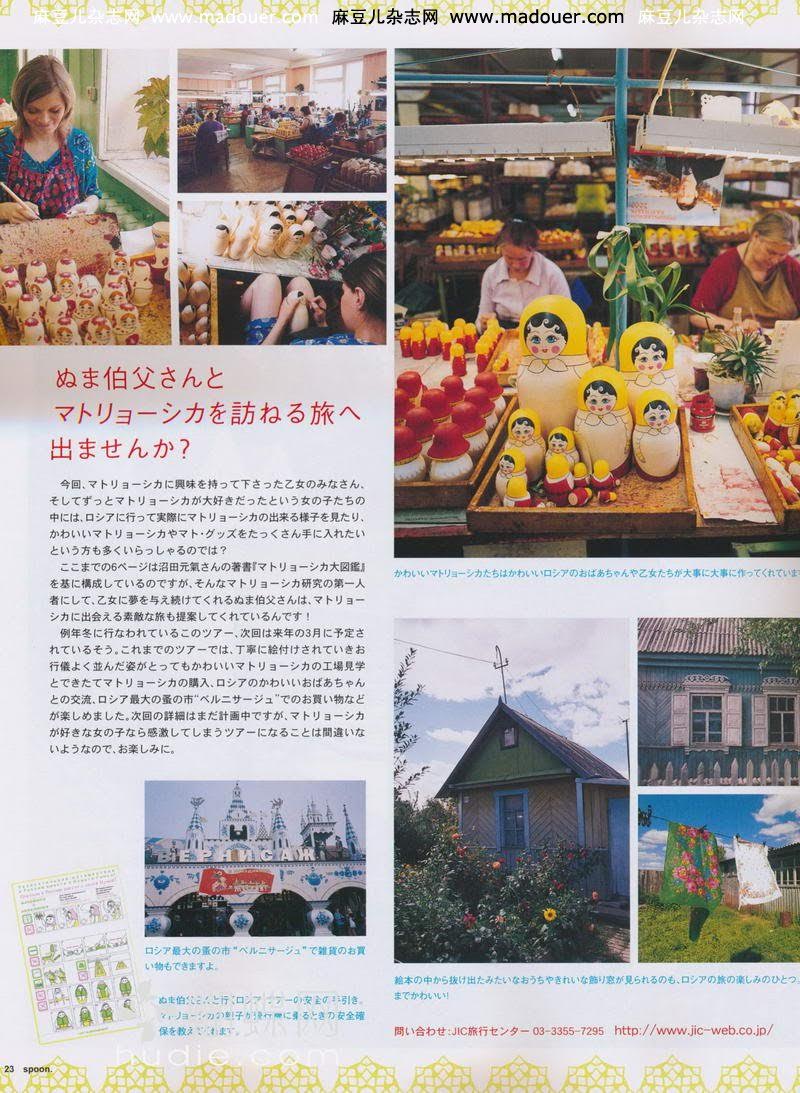 麻豆儿杂志网 www.madouer.com 麻豆儿杂志网 www.madouer.com 麻豆儿杂志网
ぬま伯父さんと
マトリョーシカを訪ねる旅へ
出ませんか?
今回、マトリョーシカに興味を持って下さった乙女のみなさん、
そしてずっとマトリョーシカが大好きだったという女の子たちの
中には、ロシアに行って実際にマトリョーシカの出来る様子を見たり、
かわいいマトリョーシカやマト・グッズをたっくさん手に入れたい
という方も多くいらっしゃるのでは?
ここまでの6ページは沼田元氣さんの著書『マトリョーシカ大図鑑』
を基に構成しているのですが、そんなマトリョーシカ研究の第一人
者にして、乙女に夢を与え続けてくれるぬま伯父さんは、マトリョー
シカに出会える素敵な旅も提案してくれているんです!
例年冬に行なわれているこのツアー、次回は来年の3月に予定さ
れているそう。これまでのツアーでは、丁寧に絵付けされていきお
行儀よく並んだ姿がとってもかわいいマトリョーシカの工場見学
とできたてマトリョーシカの購入、ロシアのかわいいおばあちゃん
との交流、ロシア最大の蚤の市“ベルニサージュ”でのお買い物など
が楽しめました。次回の詳細はまだ計画中ですが、マトリョーシカ
が好きな女の子なら感激してしまうツアーになることは間違いな
いようなので、お楽しみに。
かわいいマトリョーシカたちはかわいいロシアのおばあちゃんや乙女たちが大事に大事に作ってくれています
ВЕРНИСАЖ
ロシア最大の蚤の市“ベルニサージュ”で雑貨のお買
い物もできますよ。
ぬま伯父さんと行くロシアツアーの安全の手引き。
マトリョーシカの親子が飛行機に乗るときの安全確
保を教えてくれます。
絵本の中から抜け出たみたいなおうちやきれいな飾り窓が見られるのも、ロシアの旅の楽しみのひとつ。
までかわいい!
問い合わせ:JIC旅行センター 03-3355-7295 http://www.jic-web.co.jp/
hudie.com
23 spoon.